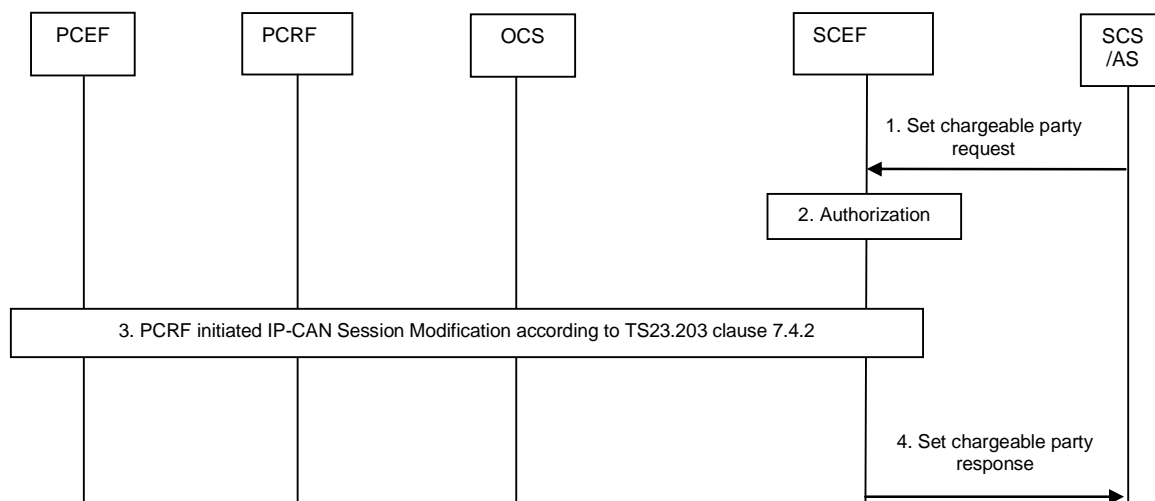 PCEF
PCRF
OCS
SCEF
SCS
/AS
1. Set chargeable party
request
2. Authorization
3. PCRF initiated IP-CAN Session Modification according to TS23.203 clause 7.4.2
4. Set chargeable party
response